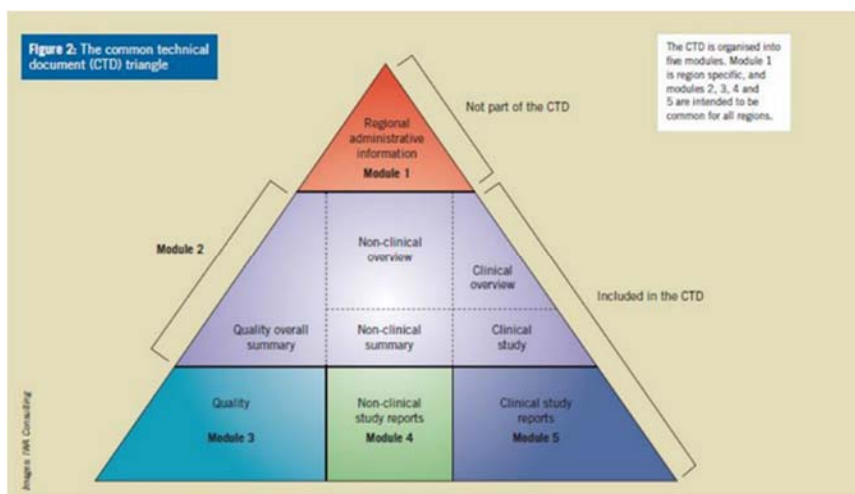 Figure 2: The common technical
document (CTD) triangle
The CTD is organised into
five modules. Module 1
is region specific, and
modules 2, 3, 4 and
5 are intended to be
common for all regions.
Not part of the CTD
Regional
administrative
information
Module 1
Module 2
Non-clinical
overview
Clinical
overview
Included in the CTD
Quality overall
summary
Non-clinical
summary
Clinical
study
Quality
Module 3
Non-clinical
study reports
Module 4
Clinical study
reports
Module 5
Images: IWA Consulting